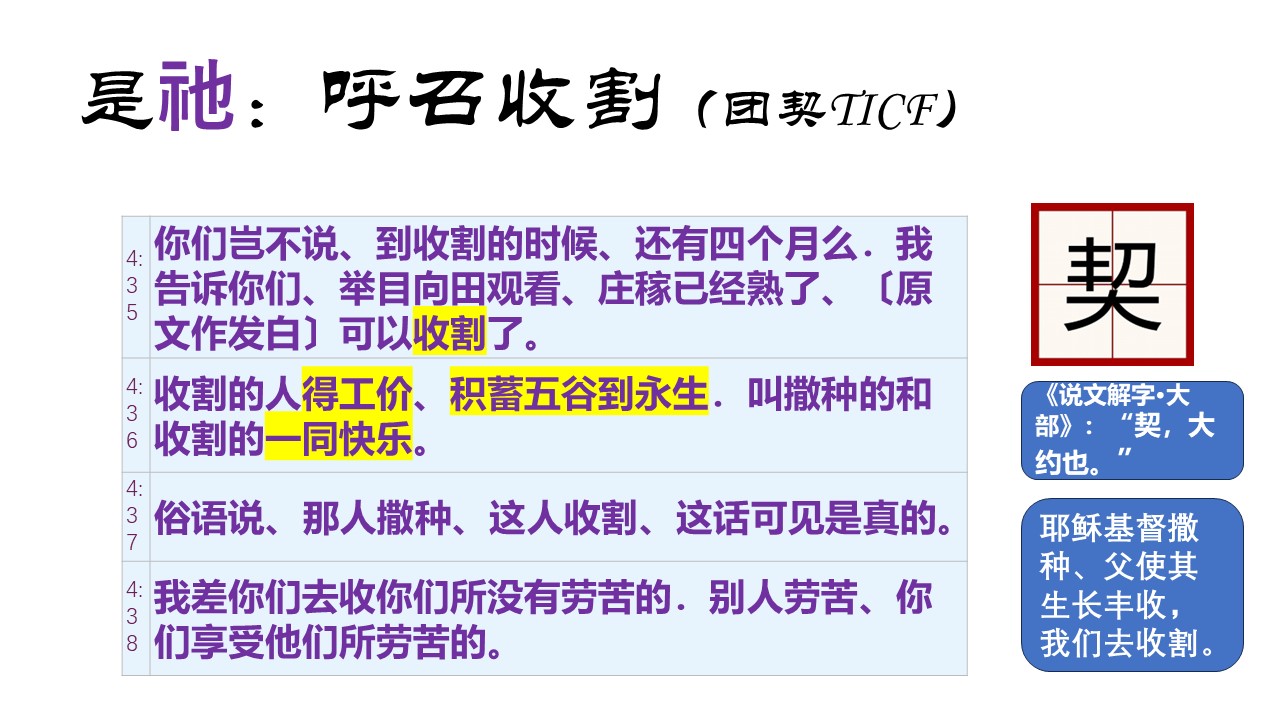 是祂：呼召收割（团契TICF）
4:
3
5
你们岂不说、到收割的时候、还有四个月么．我
告诉你们、举目向田观看、庄稼已经熟了、〔原
文作发白〕可以收割了。
4:
3
6
收割的人得工价、积蓄五谷到永生．叫撒种的和
收割的一同快乐。
4:
3
7
俗语说、那人撒种、这人收割、这话可见是真的。
4:
3
8
我差你们去收你们所没有劳苦的．别人劳苦、你
们享受他们所劳苦的。
契
《说文解字·大
部》：“契，大
约也。”
耶稣基督撒
种、父使其
生长丰收，
我们去收割。